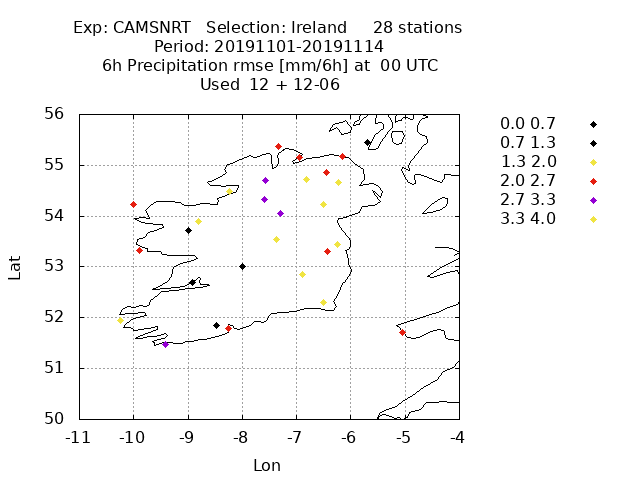 Exp: CAMSNRT   Selection: Ireland     28 stations
Period: 20191101-20191114
6h Precipitation rmse [mm/6h] at  00 UTC
Used  12 + 12-06
56
55
54
53
52
51
50
-11 -10 -9 -8 -7 -6 -5 -4
Lat
Lon
0.0 0.7
0.7 1.3
1.3 2.0
2.0 2.7
2.7 3.3
3.3 4.0